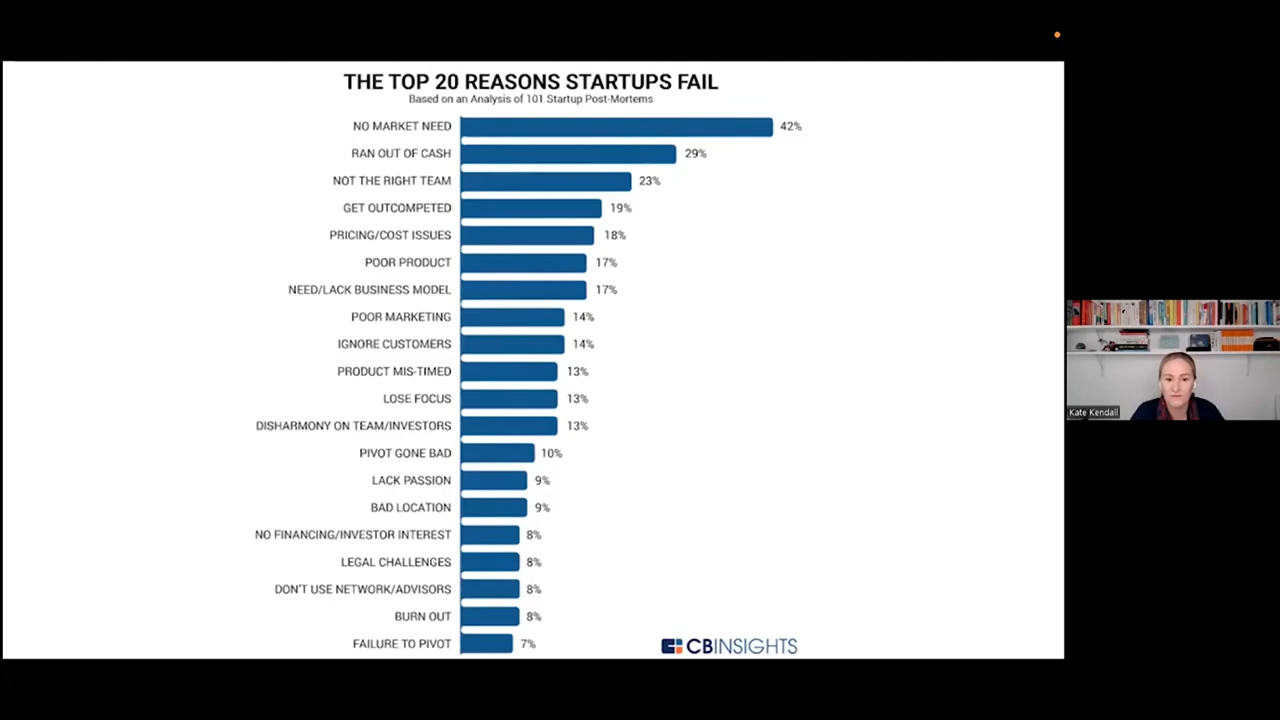 THE TOP 20 REASONS STARTUPS FAIL
Based on an Analysis of 101 Startup Post-Mortems
NO MARKET NEED 42%
RAN OUT OF CASH 29%
NOT THE RIGHT TEAM 23%
GET OUTCOMPETED 19%
PRICING/COST ISSUES 18%
POOR PRODUCT 17%
NEED/LACK BUSINESS MODEL 17%
POOR MARKETING 14%
IGNORE CUSTOMERS 14%
PRODUCT MIS-TIMED 13%
LOSE FOCUS 13%
DISHARMONY ON TEAM/INVESTORS 13%
PIVOT GONE BAD 10%
LACK PASSION 9%
BAD LOCATION 9%
NO FINANCING/INVESTOR INTEREST 8%
LEGAL CHALLENGES 8%
DON'T USE NETWORK/ADVISORS 8%
BURN OUT 8%
FAILURE TO PIVOT 7%
CBINSIGHTS
Kate Kendall